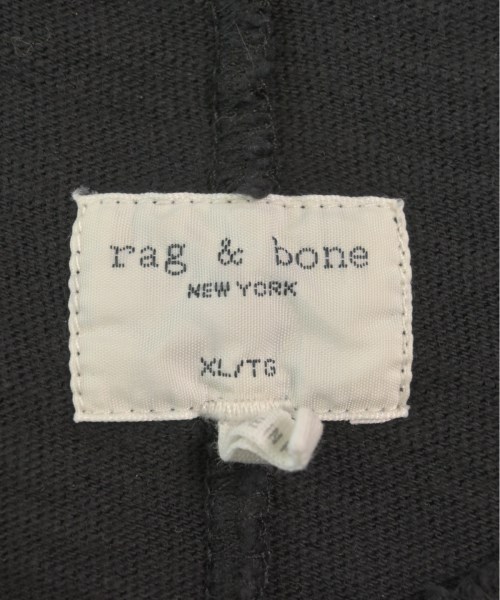 rag & bone
NEW YORK
XL/TG